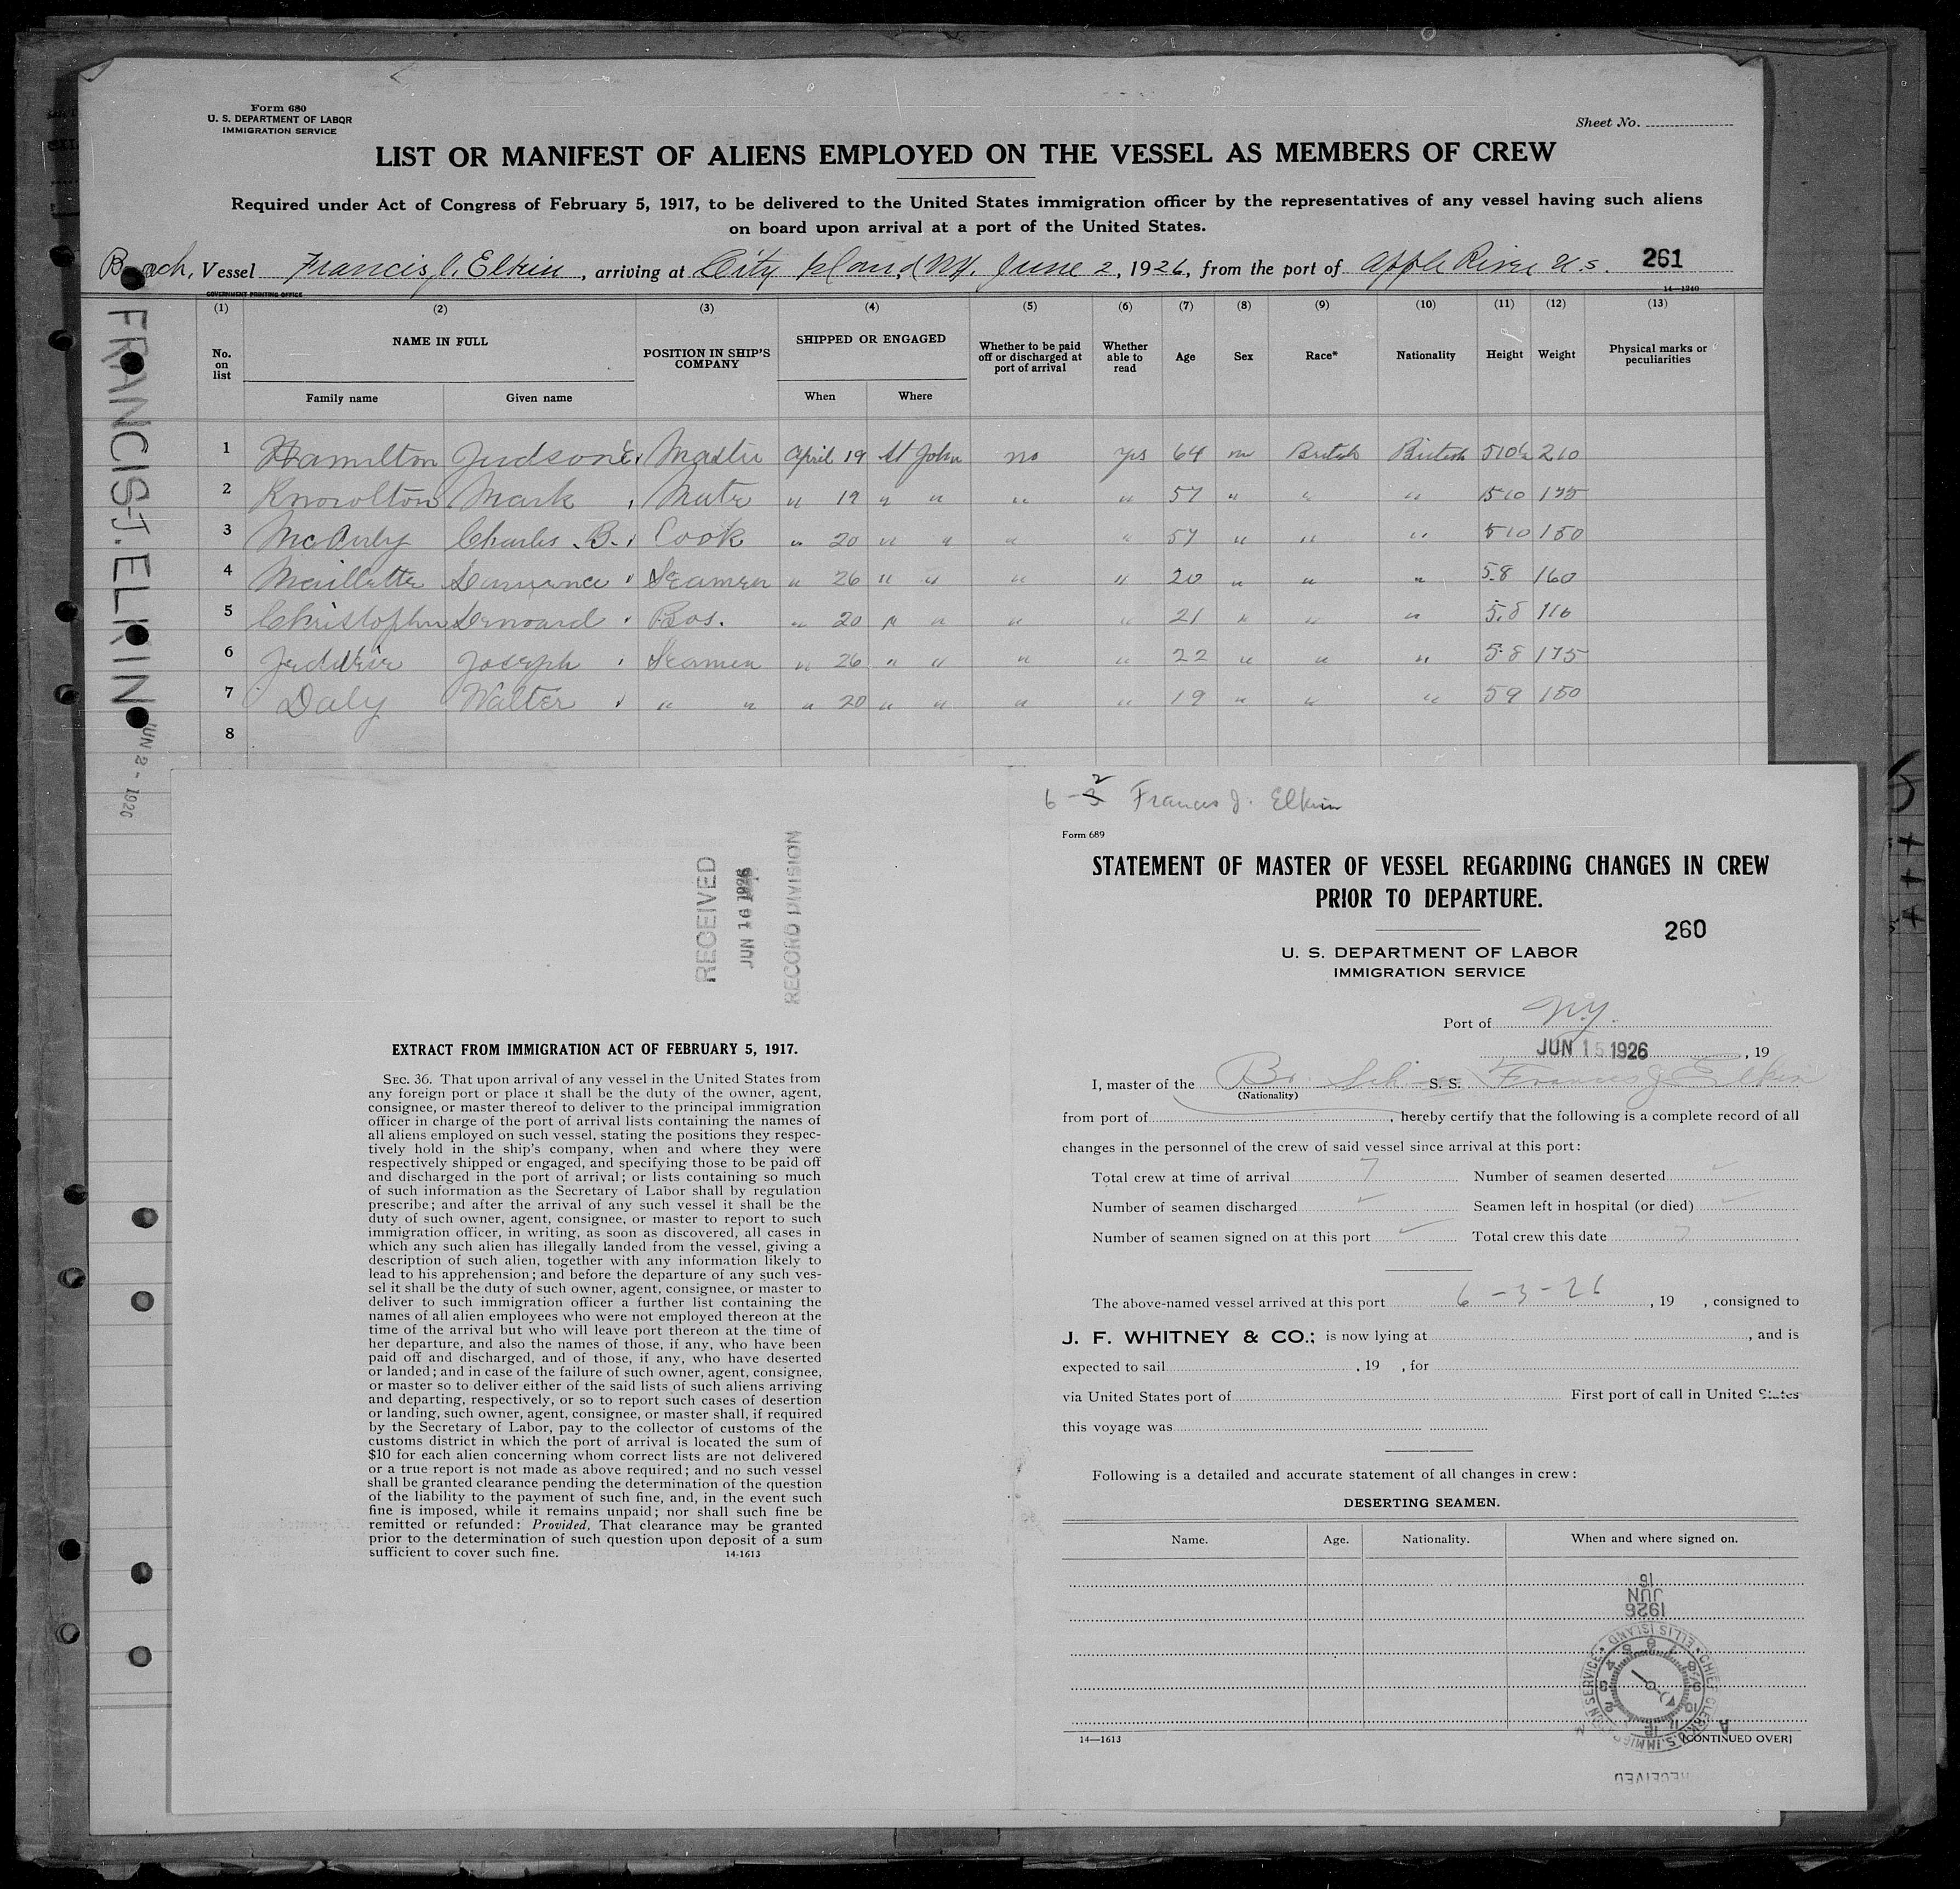 Form 680
U. S. DEPARTMENT OF LABOR
IMMIGRATION SERVICE
Sheet No.
LIST OR MANIFEST OF ALIENS EMPLOYED ON THE VESSEL AS MEMBERS OF CREW
Required under Act of Congress of February 5, 1917, to be delivered to the United States immigration officer by the representatives of any vessel having such aliens
on board upon arrival at a port of the United States.
Vessel Francis J. Elkin, arriving at City Island NY. June 2, 1926, from the port of Apple River N.S. 261
GOVERNMENT PRINTING OFFICE
14—1240
(1) (2) (3) (4) (5) (6) (7) (8) (9) (10) (11) (12) (13)
No. on list NAME IN FULL POSITION IN SHIP'S COMPANY SHIPPED OR ENGAGED Whether to be paid off or discharged at port of arrival Whether able to read Age Sex Race* Nationality Height Weight Physical marks or peculiarities
Family name Given name When Where
1 Hamilton Judson E. Master April 19 St John no yes 64 m British British 5 10½ 210
2 Knowlton Mark Mate " 19 " " " " 57 " " " 5 10 175
3 Charles B. Cook " 20 " " " " 57 " " " 5 10 150
4 Maillette Seamen " 26 " " " " 20 " " " 5.8 160
5 Bos. " 20 " " " " 21 " " " 5.8 116
6 Joseph Seamen " 26 " " " " 22 " " " 5.8 175
7 Daly Walter " " " 20 " " " " 19 " " " 5 9 150
8
FRANCIS J. ELKIN
JUN 2 - 1926
RECEIVED
JUN 16 1926
RECORD DIVISION
EXTRACT FROM IMMIGRATION ACT OF FEBRUARY 5, 1917.
SEC. 36. That upon arrival of any vessel in the United States from
any foreign port or place it shall be the duty of the owner, agent,
consignee, or master thereof to deliver to the principal immigration
officer in charge of the port of arrival lists containing the names of
all aliens employed on such vessel, stating the positions they respec-
tively hold in the ship's company, when and where they were
respectively shipped or engaged, and specifying those to be paid off
and discharged in the port of arrival; or lists containing so much
of such information as the Secretary of Labor shall by regulation
prescribe; and after the arrival of any such vessel it shall be the
duty of such owner, agent, consignee, or master to report to such
immigration officer, in writing, as soon as discovered, all cases in
which any such alien has illegally landed from the vessel, giving a
description of such alien, together with any information likely to
lead to his apprehension; and before the departure of any such ves-
sel it shall be the duty of such owner, agent, consignee, or master to
deliver to such immigration officer a further list containing the
names of all alien employees who were not employed thereon at the
time of the arrival but who will leave port thereon at the time of
her departure, and also the names of those, if any, who have been
paid off and discharged, and of those, if any, who have deserted
or landed; and in case of the failure of such owner, agent, consignee,
or master so to deliver either of the said lists of such aliens arriving
and departing, respectively, or so to report such cases of desertion
or landing, such owner, agent, consignee, or master shall, if required
by the Secretary of Labor, pay to the collector of customs of the
customs district in which the port of arrival is located the sum of
$10 for each alien concerning whom correct lists are not delivered
or a true report is not made as above required; and no such vessel
shall be granted clearance pending the determination of the question
of the liability to the payment of such fine, and, in the event such
fine is imposed, while it remains unpaid; nor shall such fine be
remitted or refunded: Provided, That clearance may be granted
prior to the determination of such question upon deposit of a sum
sufficient to cover such fine. 14-1613
6-2 Francis J. Elkin
Form 689
STATEMENT OF MASTER OF VESSEL REGARDING CHANGES IN CREW
PRIOR TO DEPARTURE.
260
U. S. DEPARTMENT OF LABOR
IMMIGRATION SERVICE
Port of N.Y.
JUN 15 1926, 19
I, master of the Br. Sch S. S. Francis J Elkin
(Nationality)
from port of , hereby certify that the following is a complete record of all
changes in the personnel of the crew of said vessel since arrival at this port:
Total crew at time of arrival 7 Number of seamen deserted ✓
Number of seamen discharged ✓ Seamen left in hospital (or died) ✓
Number of seamen signed on at this port ✓ Total crew this date 7
The above-named vessel arrived at this port 6-3-26, 19 , consigned to
J. F. WHITNEY & CO.; is now lying at , and is
expected to sail , 19 , for
via United States port of First port of call in United States
this voyage was
Following is a detailed and accurate statement of all changes in crew:
DESERTING SEAMEN.
Name. Age. Nationality. When and where signed on.
16
JUN
1926
CHIEF CLERK U.S. IMMIGRATION SERVICE ELLIS ISLAND
14—1613
[CONTINUED OVER]
RECEIVED